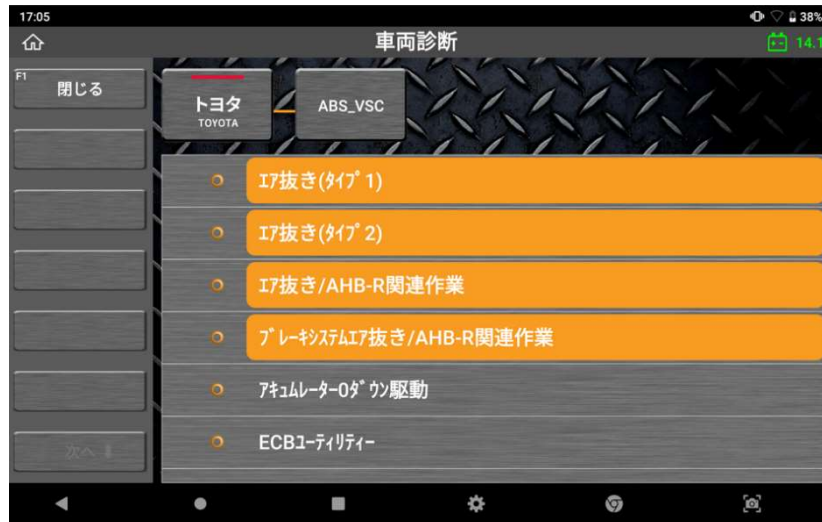 17:05
38%
車両診断
14.1
F1
閉じる
トヨタ
TOYOTA
ABS_VSC
ｴｱ抜き(ﾀｲﾌﾟ1)
ｴｱ抜き(ﾀｲﾌﾟ2)
ｴｱ抜き/AHB-R関連作業
ﾌﾞﾚｰｷｼｽﾃﾑｴｱ抜き/AHB-R関連作業
ｱｷｭﾑﾚｰﾀｰ0ﾀﾞｳﾝ駆動
ECBﾕｰﾃｨﾘﾃｨｰ
次へ